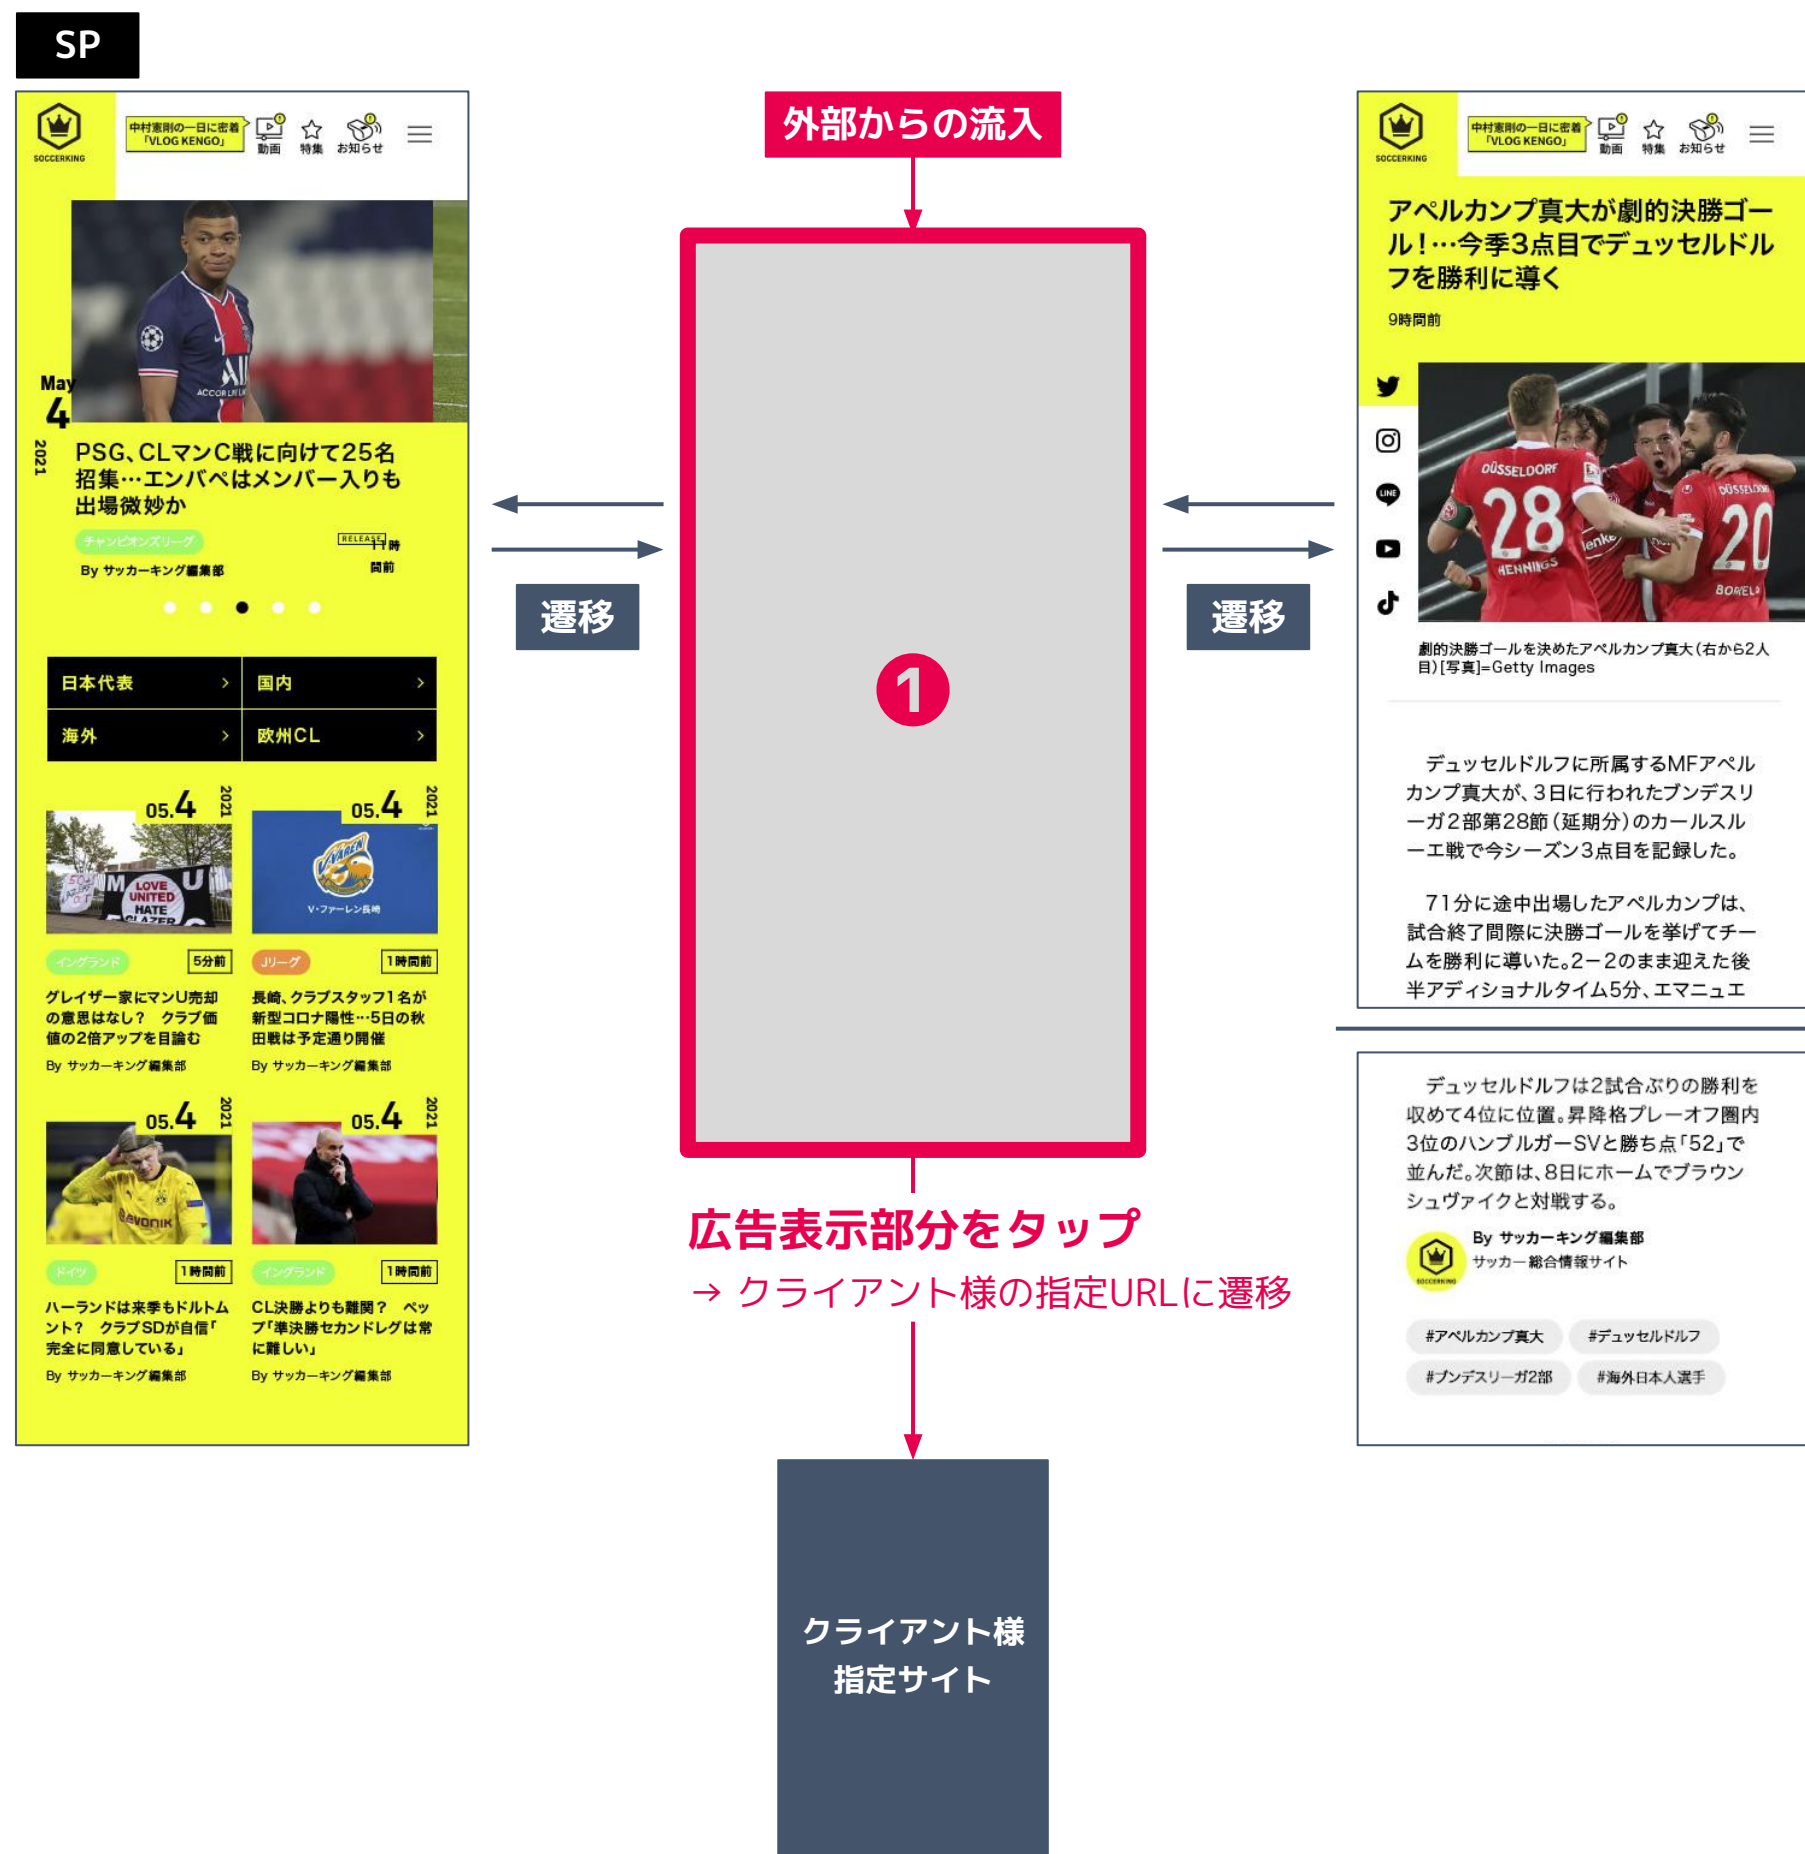 SP
SOCCERKING
中村憲剛の一日に密着
「VLOG KENGO」
動画
特集
お知らせ
May
4
2021
PSG、CLマンC戦に向けて25名
招集…エンバペはメンバー入りも
出場微妙か
チャンピオンズリーグ
RELEASE
11時
間前
By サッカーキング編集部
日本代表
国内
海外
欧州CL
05.4
2021
LOVE
UNITED
HATE
GLAZER
イングランド
5分前
グレイザー家にマンU売却
の意思はなし？ クラブ価
値の2倍アップを目論む
By サッカーキング編集部
05.4
2021
V・ファーレン長崎
Jリーグ
1時間前
長崎、クラブスタッフ1名が
新型コロナ陽性…5日の秋
田戦は予定通り開催
By サッカーキング編集部
05.4
2021
EVONIK
ドイツ
1時間前
ハーランドは来季もドルトム
ント？ クラブSDが自信「
完全に同意している」
By サッカーキング編集部
05.4
2021
イングランド
1時間前
CL決勝よりも難関？ ペッ
プ「準決勝セカンドレグは常
に難しい」
By サッカーキング編集部
遷移
外部からの流入
1
広告表示部分をタップ
→ クライアント様の指定URLに遷移
クライアント様
指定サイト
遷移
SOCCERKING
中村憲剛の一日に密着
「VLOG KENGO」
動画
特集
お知らせ
アペルカンプ真大が劇的決勝ゴー
ル！…今季3点目でデュッセルドル
フを勝利に導く
9時間前
LINE
DÜSSELDORF
28
HENNINGS
20
劇的決勝ゴールを決めたアペルカンプ真大（右から2人
目）[写真]=Getty Images
デュッセルドルフに所属するMFアペル
カンプ真大が、3日に行われたブンデスリ
ーガ2部第28節（延期分）のカールスル
ーエ戦で今シーズン3点目を記録した。
71分に途中出場したアペルカンプは、
試合終了間際に決勝ゴールを挙げてチー
ムを勝利に導いた。2－2のまま迎えた後
半アディショナルタイム5分、エマニュエ
デュッセルドルフは2試合ぶりの勝利を
収めて4位に位置。昇降格プレーオフ圏内
3位のハンブルガーSVと勝ち点「52」で
並んだ。次節は、8日にホームでブラウン
シュヴァイクと対戦する。
SOCCERKING
By サッカーキング編集部
サッカー総合情報サイト
#アペルカンプ真大
#デュッセルドルフ
#ブンデスリーガ2部
#海外日本人選手